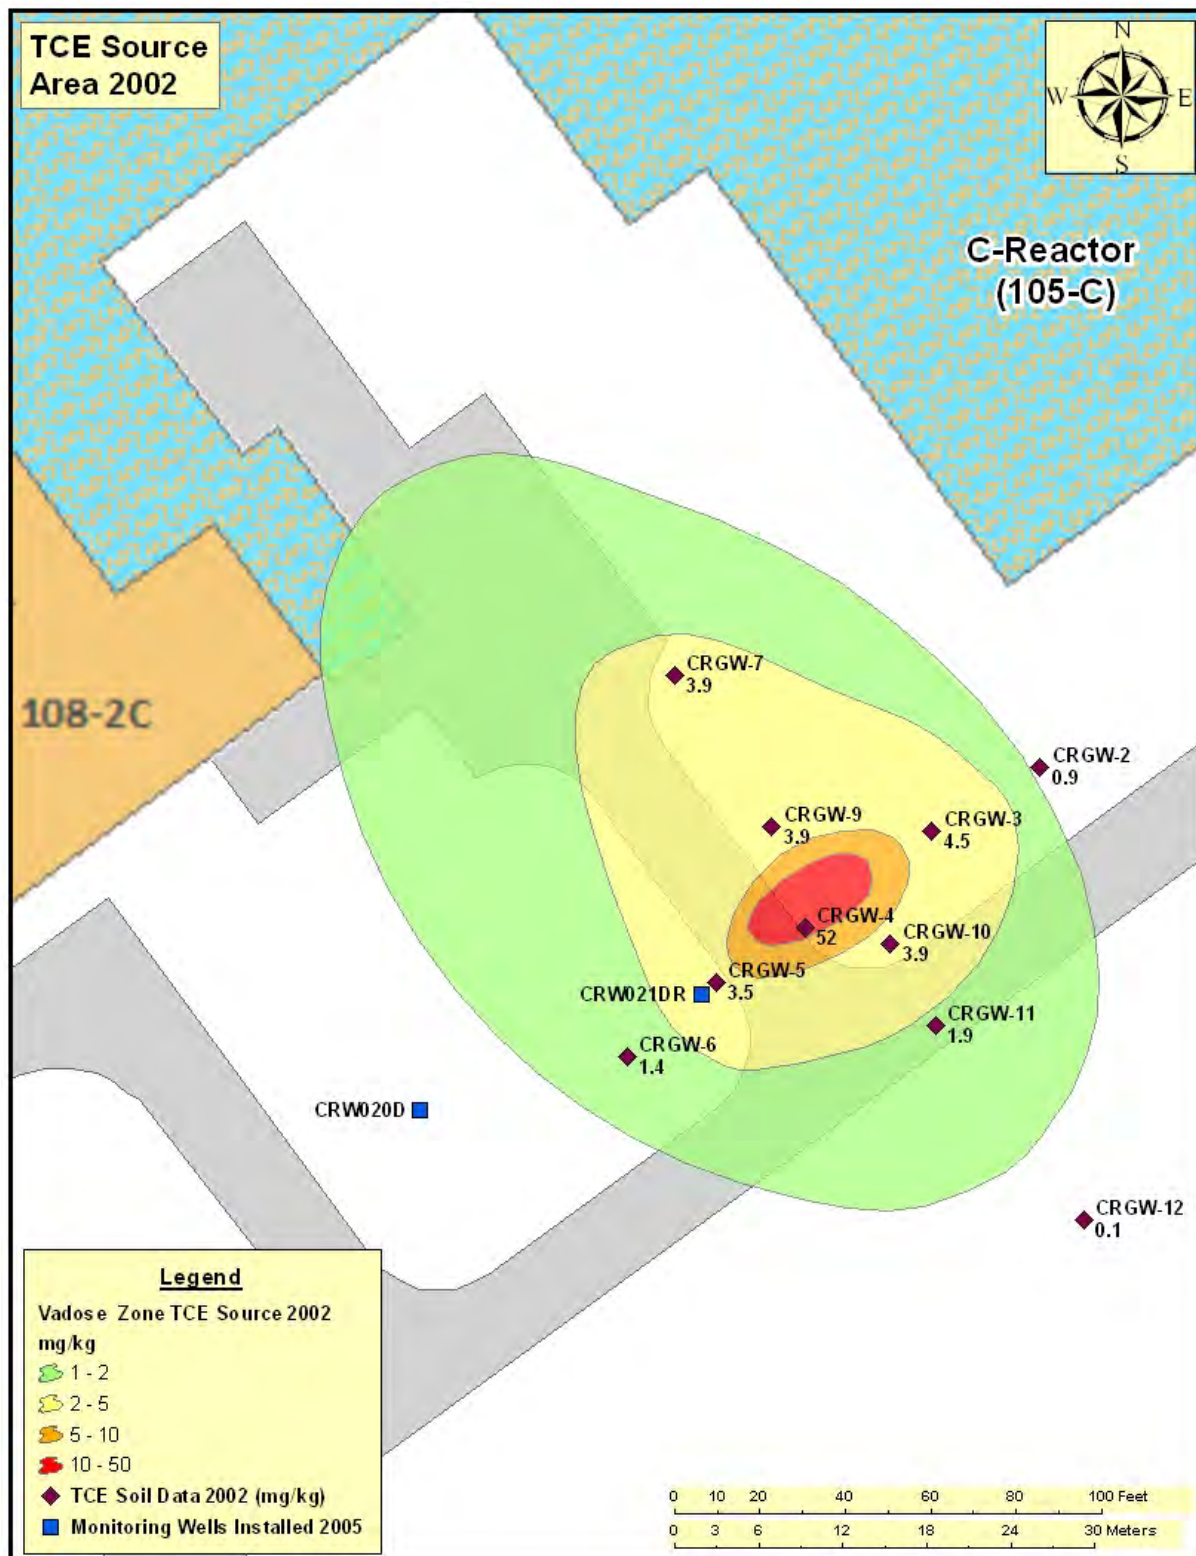 TCE Source
Area 2002
N
W E
S
C-Reactor
(105-C)
108-2C
CRGW-7
3.9
CRGW-2
0.9
CRGW-9
3.9
CRGW-3
4.5
CRGW-4
52
CRGW-10
3.9
CRGW-5
3.5
CRW021DR
CRGW-11
1.9
CRGW-6
1.4
CRW020D
CRGW-12
0.1
Legend
Vadose Zone TCE Source 2002
mg/kg
1 - 2
2 - 5
5 - 10
10 - 50
TCE Soil Data 2002 (mg/kg)
Monitoring Wells Installed 2005
0 10 20 40 60 80 100 Feet
0 3 6 12 18 24 30 Meters